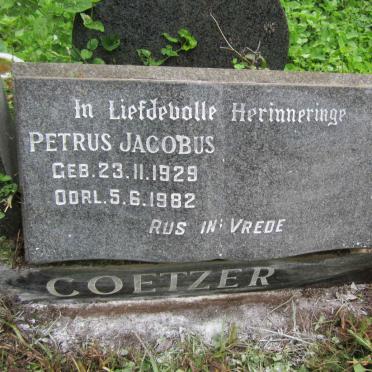 In Liefdevolle Herinneringe
PETRUS JACOBUS
GEB. 23.11.1929
OORL. 5.6.1982
RUS IN VREDE
COETZER